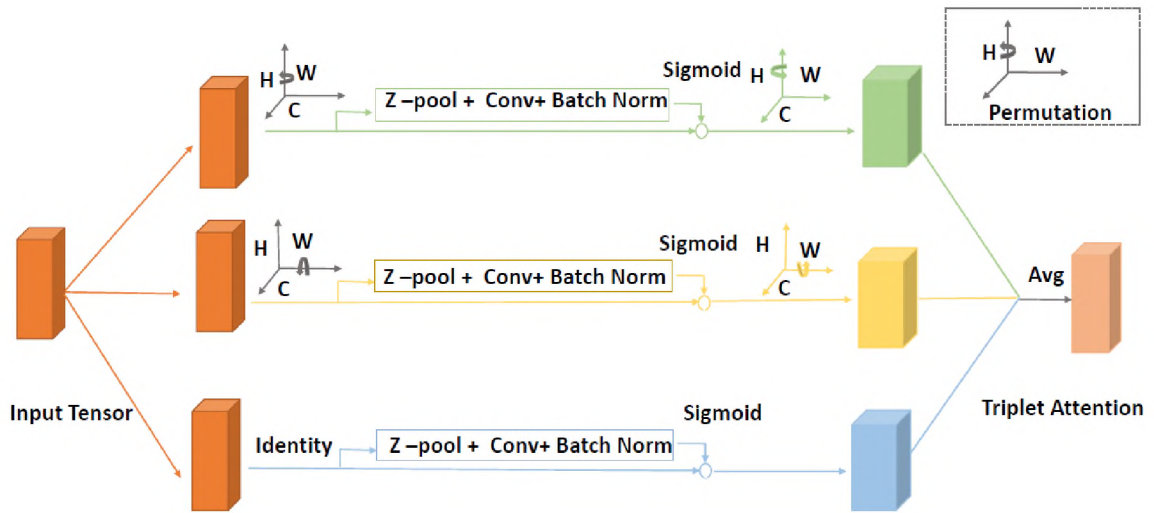 H W
C
Z –pool + Conv+ Batch Norm
Sigmoid
H W
C
H W
Permutation
H W
C
Z –pool + Conv+ Batch Norm
Sigmoid
H W
C
Avg
Input Tensor
Identity
Z –pool + Conv+ Batch Norm
Sigmoid
Triplet Attention